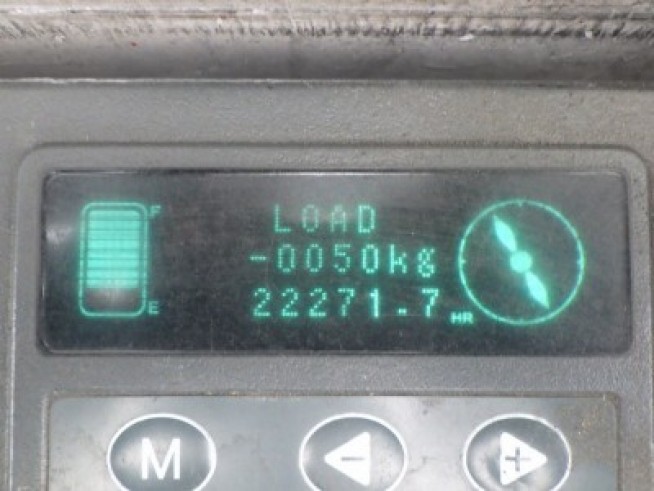 F
LOAD
-0050kg
E
22271.7 HR
M
- +